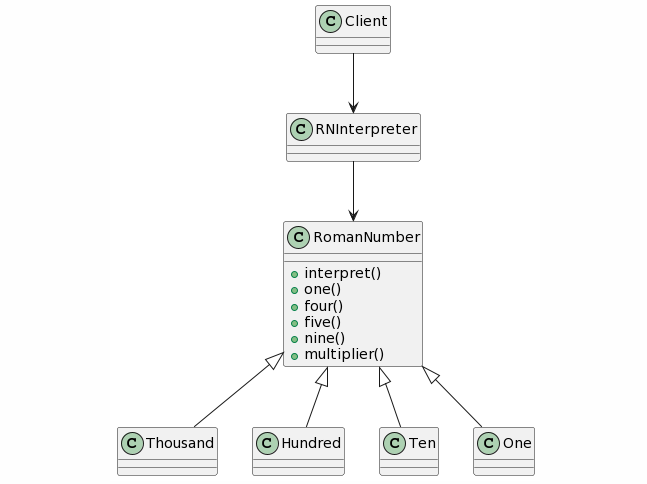 C Client
C RNInterpreter
C RomanNumber
interpret()
one()
four()
five()
nine()
multiplier()
C Thousand
C Hundred
C Ten
C One